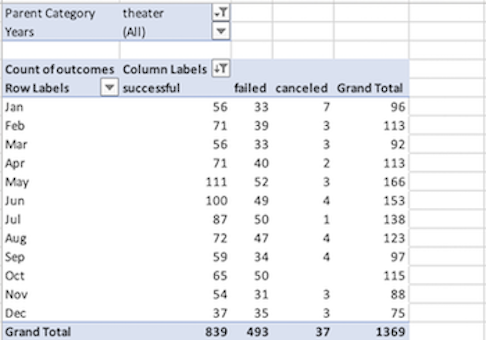 Parent Category theater
Years (All)
Count of outcomes Column Labels
Row Labels successful failed canceled Grand Total
Jan 56 33 7 96
Feb 71 39 3 113
Mar 56 33 3 92
Apr 71 40 2 113
May 111 52 3 166
Jun 100 49 4 153
Jul 87 50 1 138
Aug 72 47 4 123
Sep 59 34 4 97
Oct 65 50 115
Nov 54 31 3 88
Dec 37 35 3 75
Grand Total 839 493 37 1369